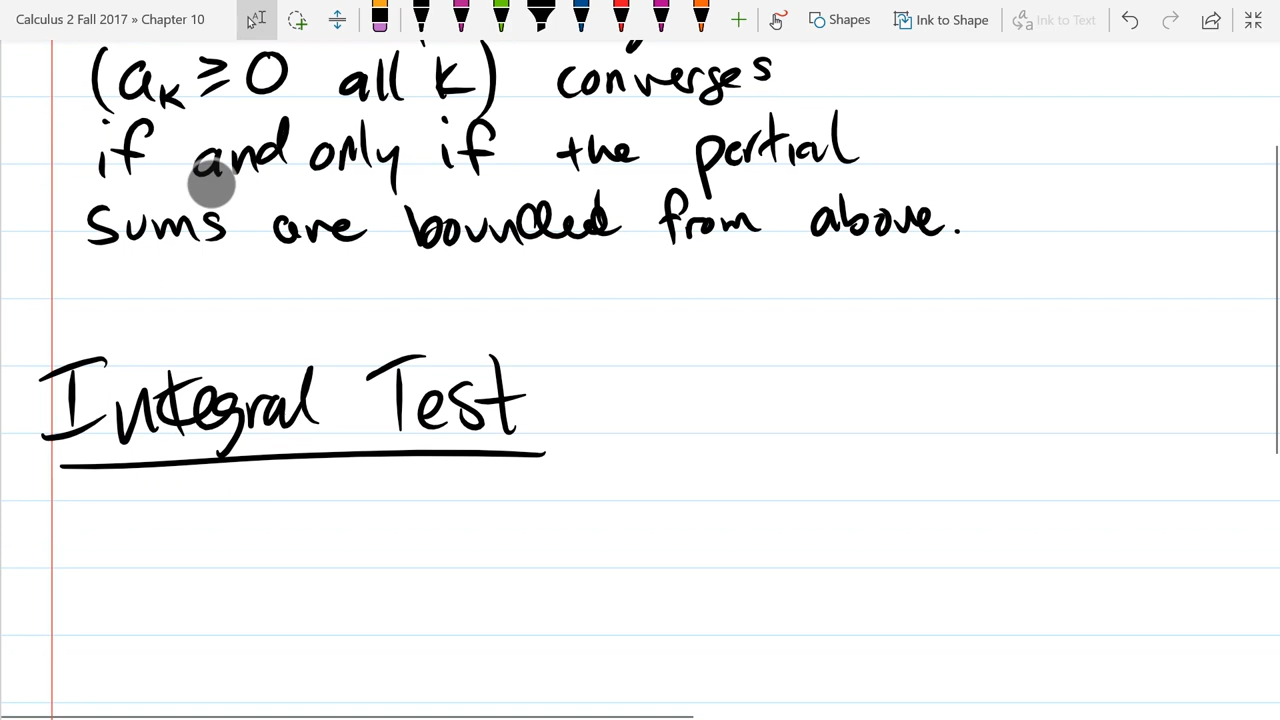 Calculus 2 Fall 2017 » Chapter 10
Shapes
Ink to Shape
Ink to Text
(aₖ ≥ 0 all k) converges
if and only if the partial
sums are bounded from above.
Integral Test